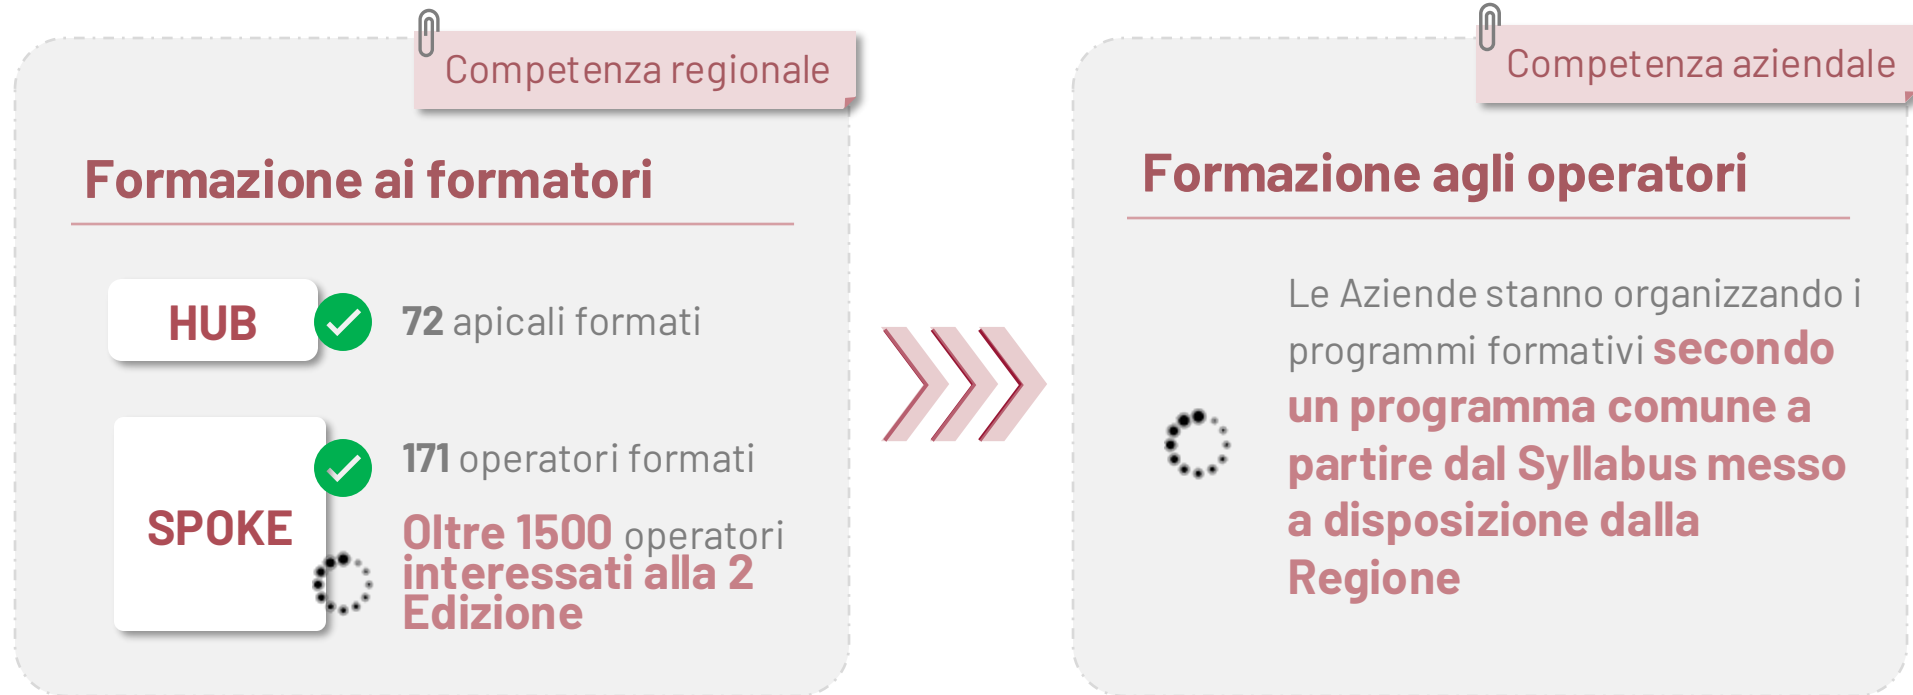 Competenza regionale
Formazione ai formatori
HUB
72 apicali formati
SPOKE
171 operatori formati
Oltre 1500 operatori
interessati alla 2
Edizione
Competenza aziendale
Formazione agli operatori
Le Aziende stanno organizzando i
programmi formativi secondo
un programma comune a
partire dal Syllabus messo
a disposizione dalla
Regione